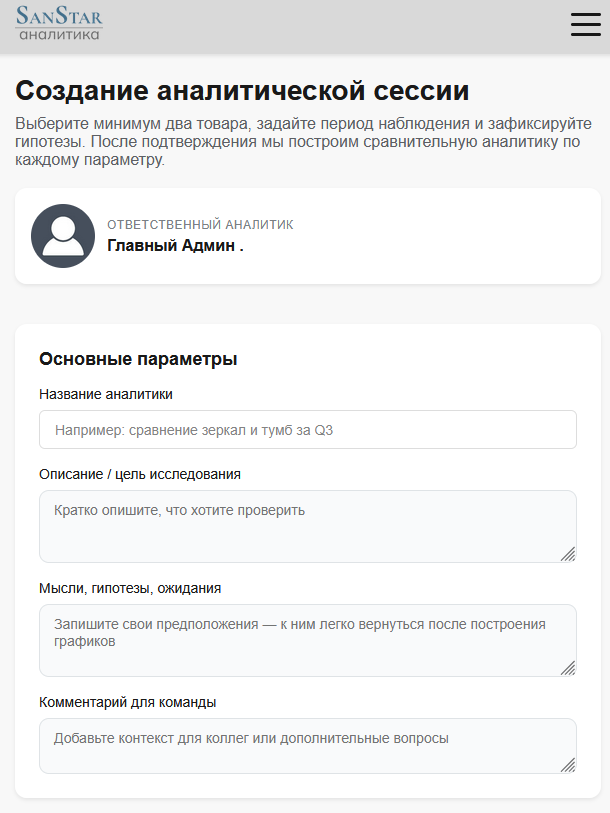 SanStar
аналитика
Создание аналитической сессии
Выберите минимум два товара, задайте период наблюдения и зафиксируйте
гипотезы. После подтверждения мы построим сравнительную аналитику по
каждому параметру.
ОТВЕТСТВЕННЫЙ АНАЛИТИК
Главный Админ .
Основные параметры
Название аналитики
Например: сравнение зеркал и тумб за Q3
Описание / цель исследования
Кратко опишите, что хотите проверить
Мысли, гипотезы, ожидания
Запишите свои предположения — к ним легко вернуться после построения
графиков
Комментарий для команды
Добавьте контекст для коллег или дополнительные вопросы